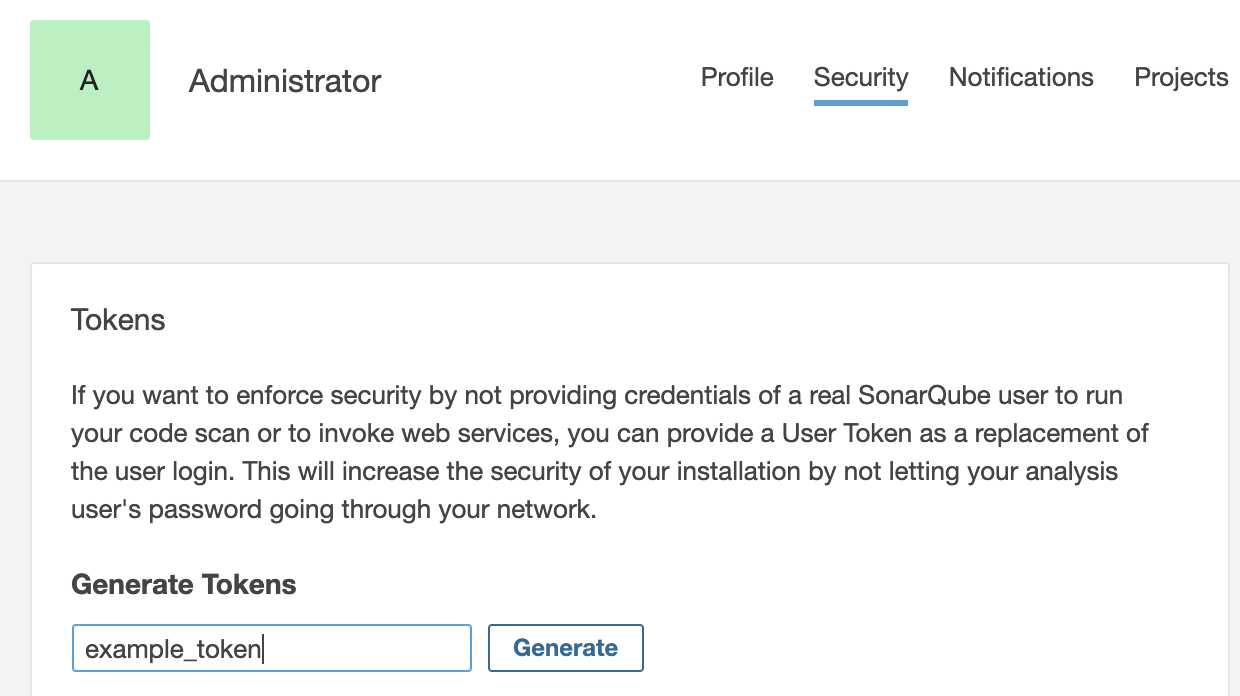 A
Administrator
Profile Security Notifications Projects
Tokens
If you want to enforce security by not providing credentials of a real SonarQube user to run
your code scan or to invoke web services, you can provide a User Token as a replacement of
the user login. This will increase the security of your installation by not letting your analysis
user's password going through your network.
Generate Tokens
example_token Generate